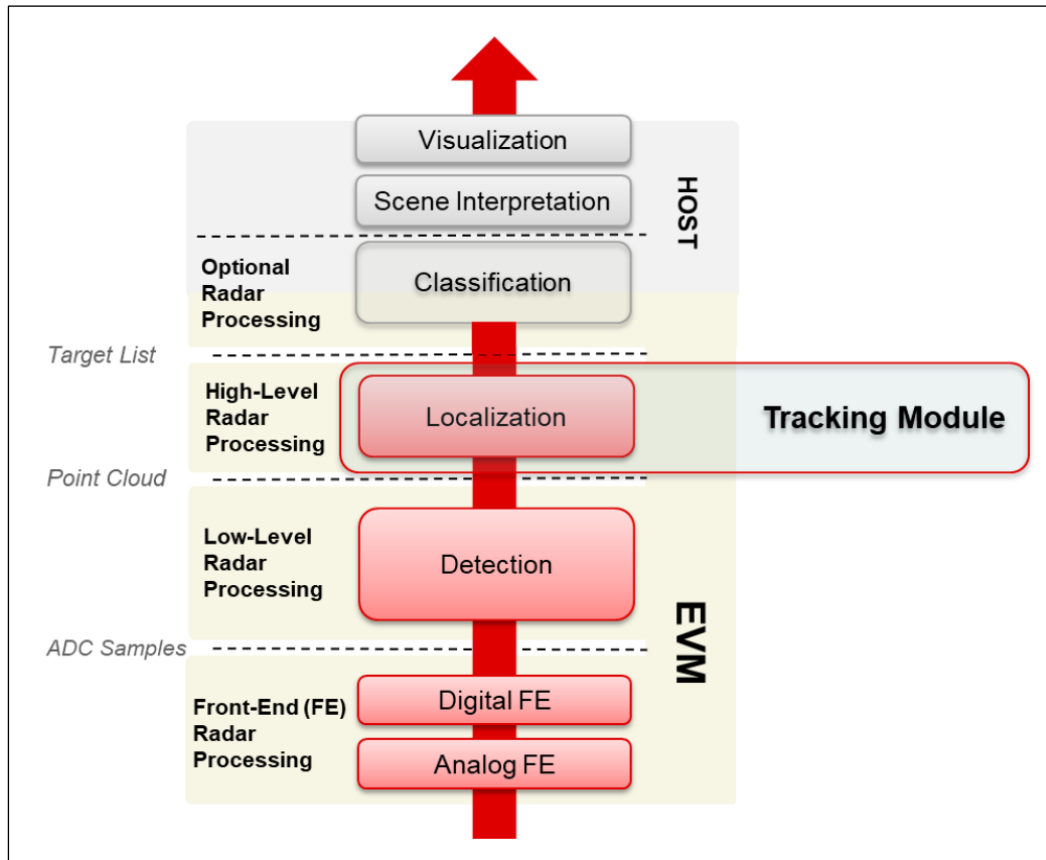 Visualization
Scene Interpretation
HOST
Optional
Radar
Processing
Classification
Target List
High-Level
Radar
Processing
Localization
Tracking Module
Point Cloud
Low-Level
Radar
Processing
Detection
EVM
ADC Samples
Front-End (FE)
Radar
Processing
Digital FE
Analog FE